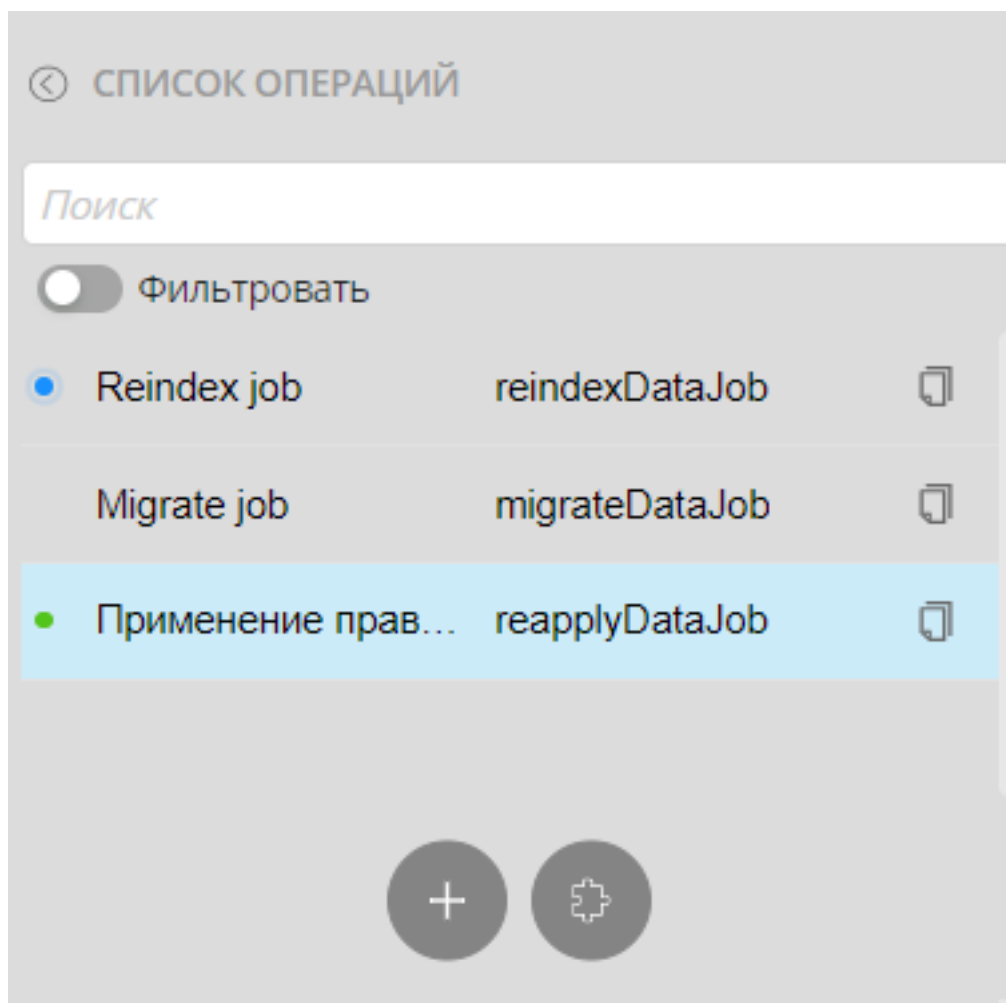 СПИСОК ОПЕРАЦИЙ
Поиск
Фильтровать
Reindex job reindexDataJob
Migrate job migrateDataJob
Применение прав... reapplyDataJob